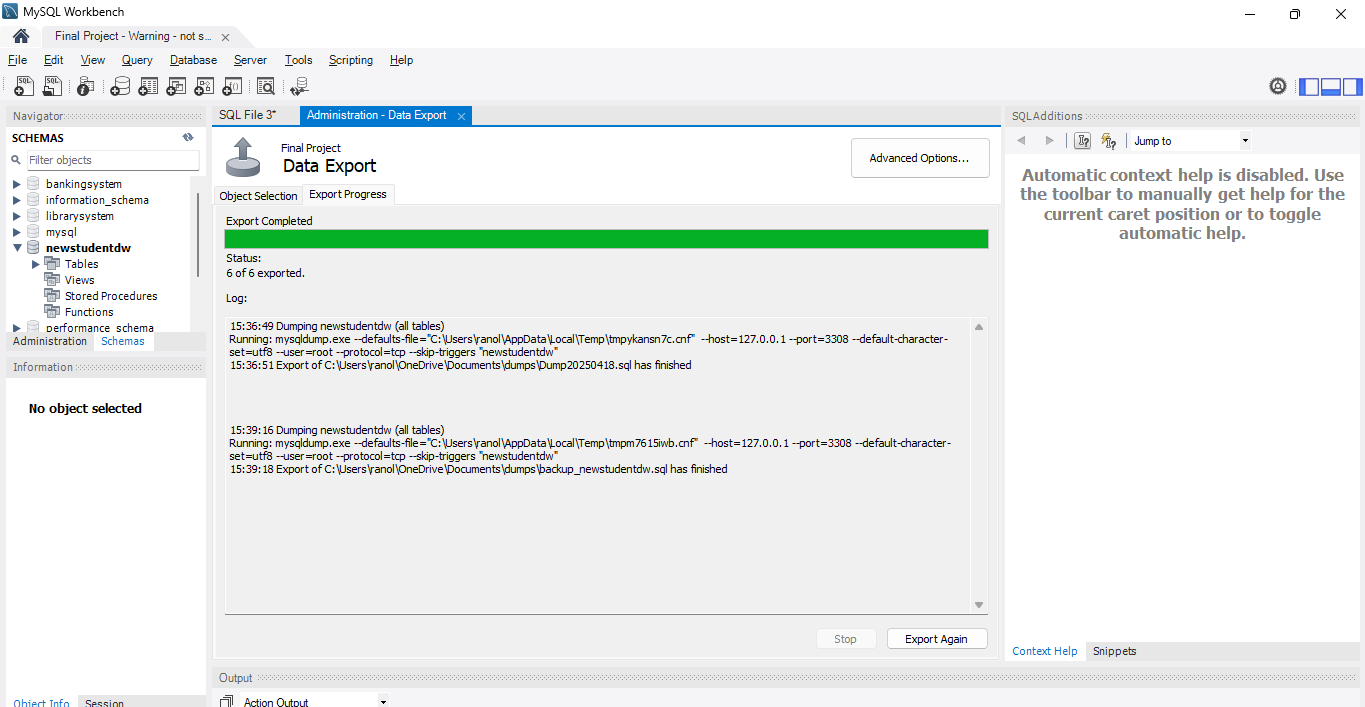 MySQL Workbench
Final Project - Warning - not s...
File Edit View Query Database Server Tools Scripting Help
Navigator
SCHEMAS
Filter objects
bankingsystem
information_schema
librarysystem
mysql
newstudentdw
Tables
Views
Stored Procedures
Functions
performance_schema
Administration Schemas
Information
No object selected
Object Info Session
SQL File 3* Administration - Data Export
Final Project
Data Export
Advanced Options...
Object Selection Export Progress
Export Completed
Status:
6 of 6 exported.
Log:
15:36:49 Dumping newstudentdw (all tables)
Running: mysqldump.exe --defaults-file="C:\Users\ranol\AppData\Local\Temp\tmpykansn7c.cnf" --host=127.0.0.1 --port=3308 --default-character-
set=utf8 --user=root --protocol=tcp --skip-triggers "newstudentdw"
15:36:51 Export of C:\Users\ranol\OneDrive\Documents\dumps\Dump20250418.sql has finished
15:39:16 Dumping newstudentdw (all tables)
Running: mysqldump.exe --defaults-file="C:\Users\ranol\AppData\Local\Temp\tmpm7615iwb.cnf" --host=127.0.0.1 --port=3308 --default-character-
set=utf8 --user=root --protocol=tcp --skip-triggers "newstudentdw"
15:39:18 Export of C:\Users\ranol\OneDrive\Documents\dumps\backup_newstudentdw.sql has finished
Stop Export Again
Output
Action Output
SQLAdditions
Jump to
Automatic context help is disabled. Use
the toolbar to manually get help for the
current caret position or to toggle
automatic help.
Context Help Snippets